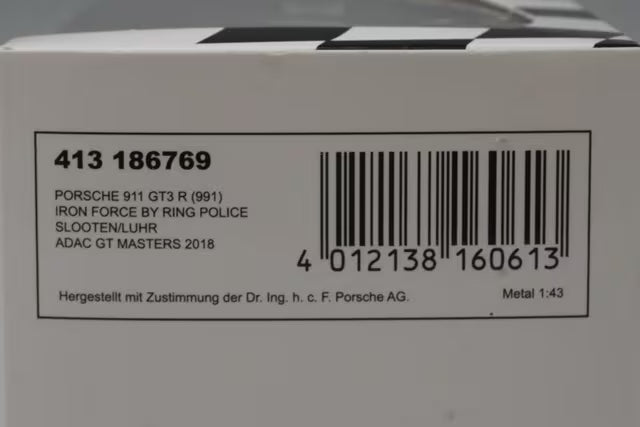 413 186769
PORSCHE 911 GT3 R (991)
IRON FORCE BY RING POLICE
SLOOTEN/LUHR
ADAC GT MASTERS 2018
4 012138 160613
Hergestellt mit Zustimmung der Dr. Ing. h. c. F. Porsche AG.
Metal 1:43